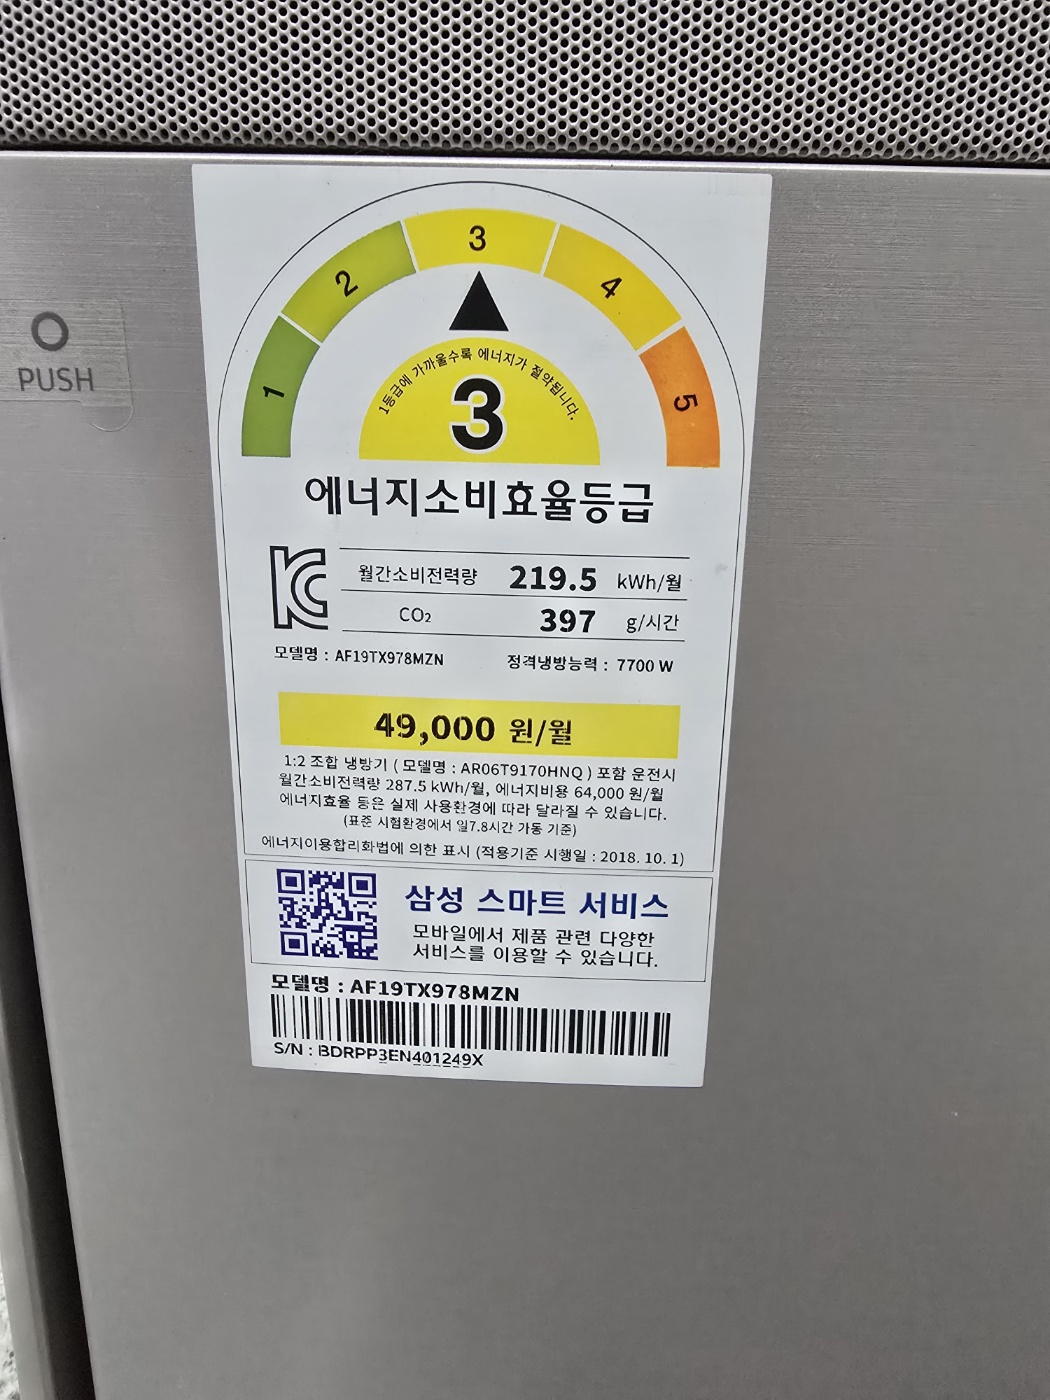 3
2
4
1
5
1등급에 가까울수록 에너지가 절약됩니다.
3
PUSH
에너지소비효율등급
월간소비전력량 219.5 kWh/월
CO₂ 397 g/시간
모델명 : AF19TX978MZN 정격냉방능력 : 7700 W
49,000 원/월
1:2 조합 냉방기 ( 모델명 : AR06T9170HNQ ) 포함 운전시
월간소비전력량 287.5 kWh/월, 에너지비용 64,000 원/월
에너지효율 등은 실제 사용환경에 따라 달라질 수 있습니다.
(표준 시험환경에서 일7.8시간 가동 기준)
에너지이용합리화법에 의한 표시 (적용기준 시행일 : 2018. 10. 1)
삼성 스마트 서비스
모바일에서 제품 관련 다양한
서비스를 이용할 수 있습니다.
모델명 : AF19TX978MZN
S/N : BDRPP3EN401249X